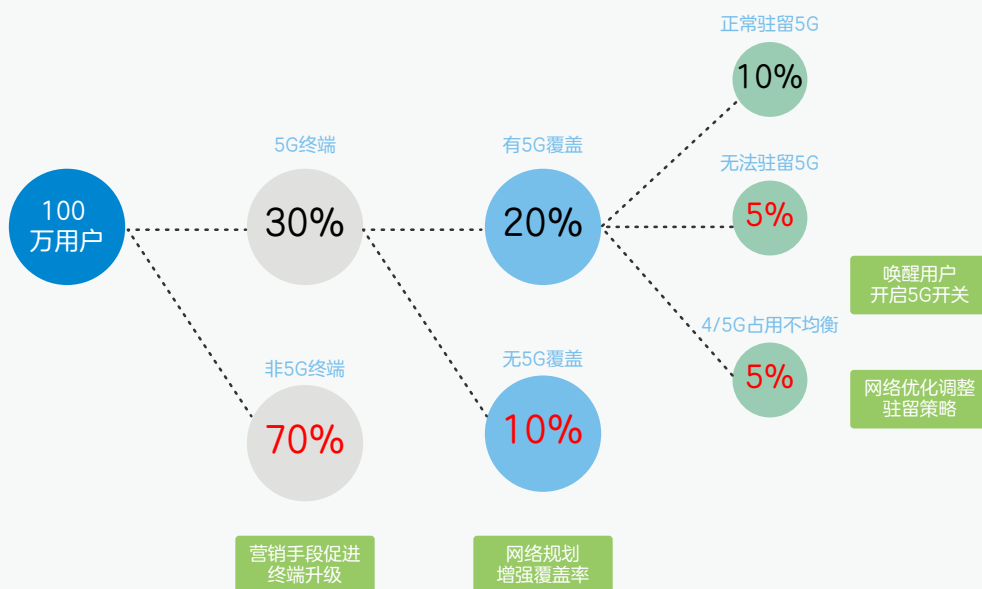 正常驻留5G
10%
5G终端
有5G覆盖
无法驻留5G
100
万用户
30%
20%
5%
唤醒用户
开启5G开关
4/5G占用不均衡
非5G终端
无5G覆盖
5%
网络优化调整
驻留策略
70%
10%
营销手段促进
终端升级
网络规划
增强覆盖率